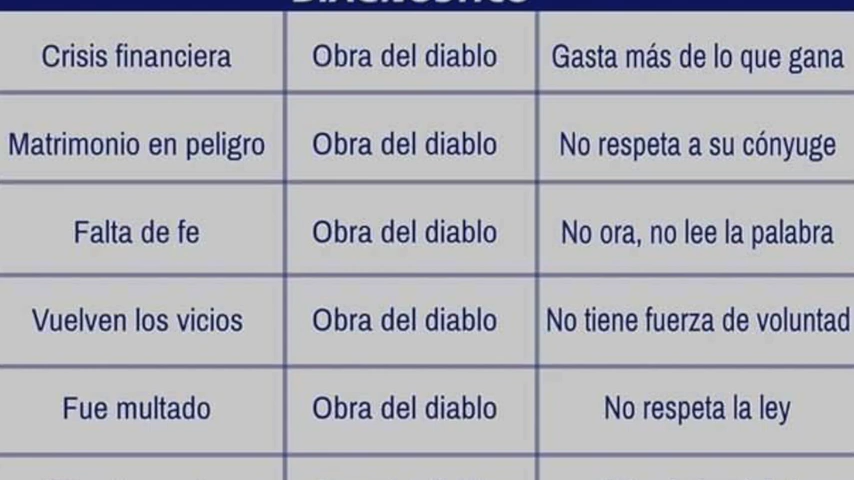 Crisis financiera Obra del diablo Gasta más de lo que gana
Matrimonio en peligro Obra del diablo No respeta a su cónyuge
Falta de fe Obra del diablo No ora, no lee la palabra
Vuelven los vicios Obra del diablo No tiene fuerza de voluntad
Fue multado Obra del diablo No respeta la ley